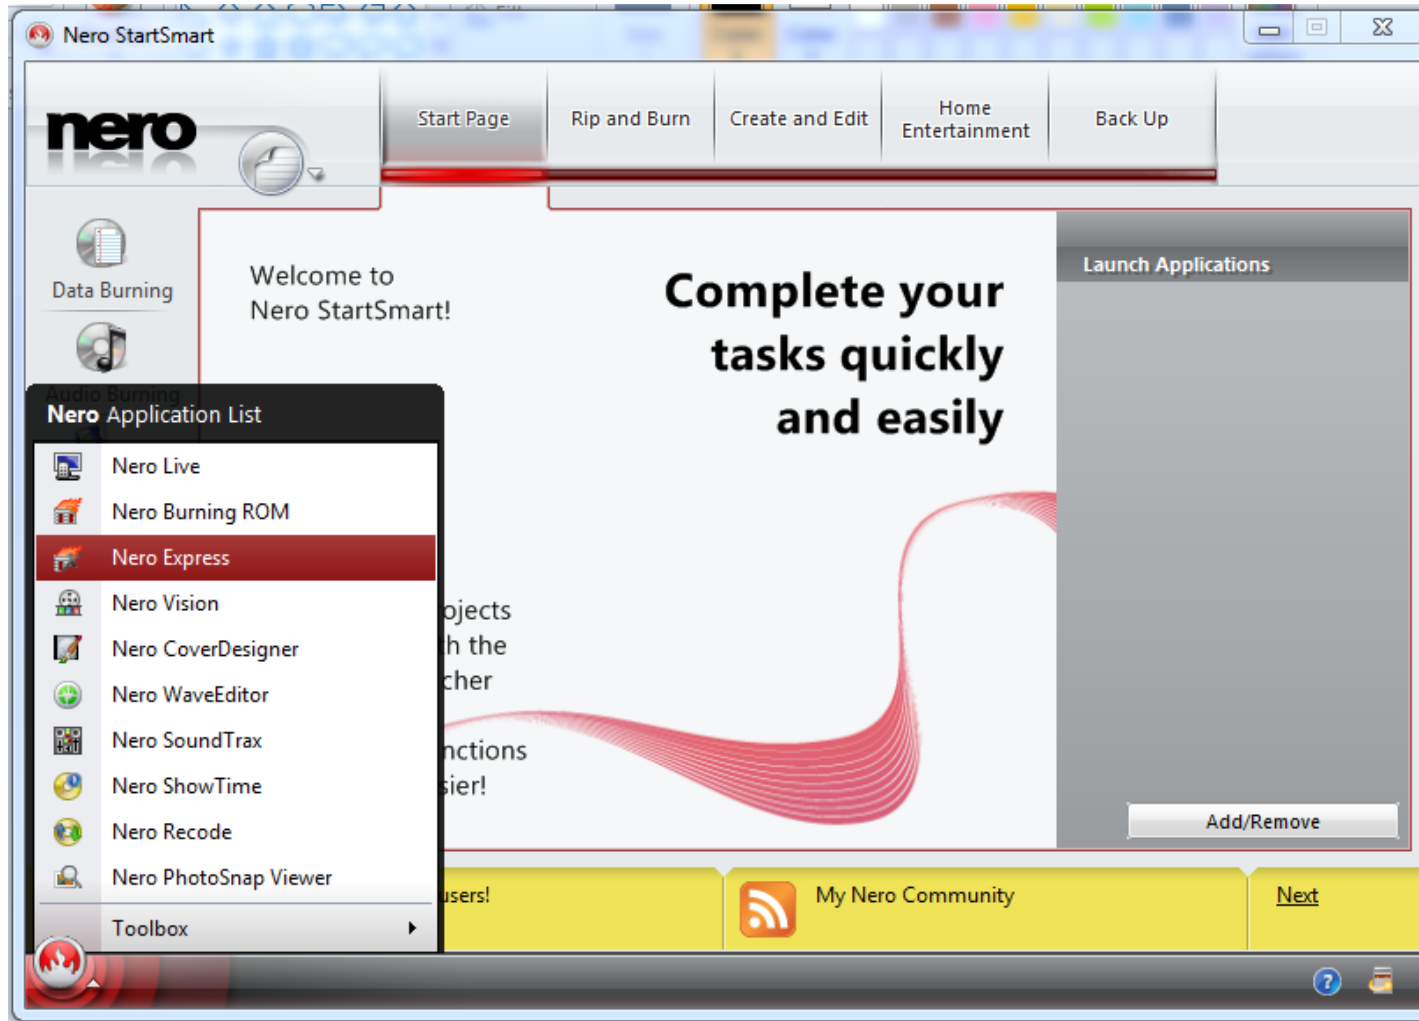 Nero StartSmart
nero
Start Page
Rip and Burn
Create and Edit
Home
Entertainment
Back Up
Data Burning
Audio Burning
Welcome to
Nero StartSmart!
Complete your
tasks quickly
and easily
Launch Applications
Nero Application List
Nero Live
Nero Burning ROM
Nero Express
Nero Vision
Nero CoverDesigner
Nero WaveEditor
Nero SoundTrax
Nero ShowTime
Nero Recode
Nero PhotoSnap Viewer
Toolbox
ojects
th the
cher
nctions
sier!
Add/Remove
users!
My Nero Community
Next